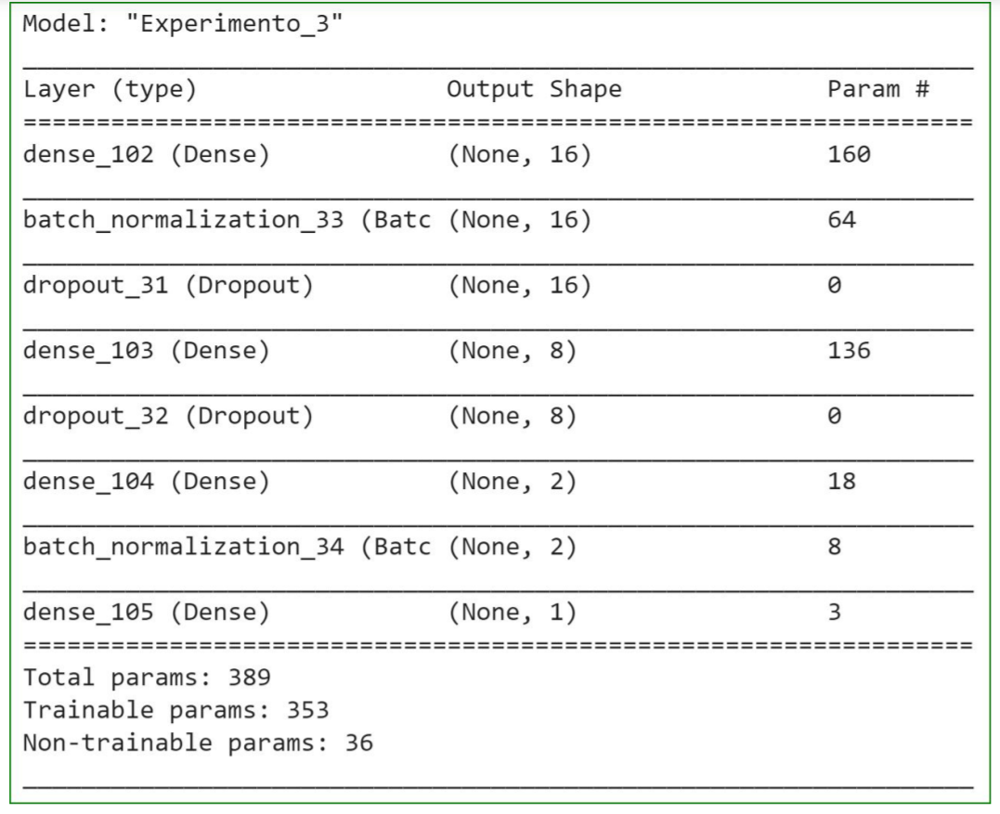 Model: "Experimento_3"
_________________________________________________________________
Layer (type)                 Output Shape              Param #
=================================================================
dense_102 (Dense)            (None, 16)                160
_________________________________________________________________
batch_normalization_33 (Batc (None, 16)                64
_________________________________________________________________
dropout_31 (Dropout)         (None, 16)                0
_________________________________________________________________
dense_103 (Dense)            (None, 8)                 136
_________________________________________________________________
dropout_32 (Dropout)         (None, 8)                 0
_________________________________________________________________
dense_104 (Dense)            (None, 2)                 18
_________________________________________________________________
batch_normalization_34 (Batc (None, 2)                 8
_________________________________________________________________
dense_105 (Dense)            (None, 1)                 3
=================================================================
Total params: 389
Trainable params: 353
Non-trainable params: 36
_________________________________________________________________